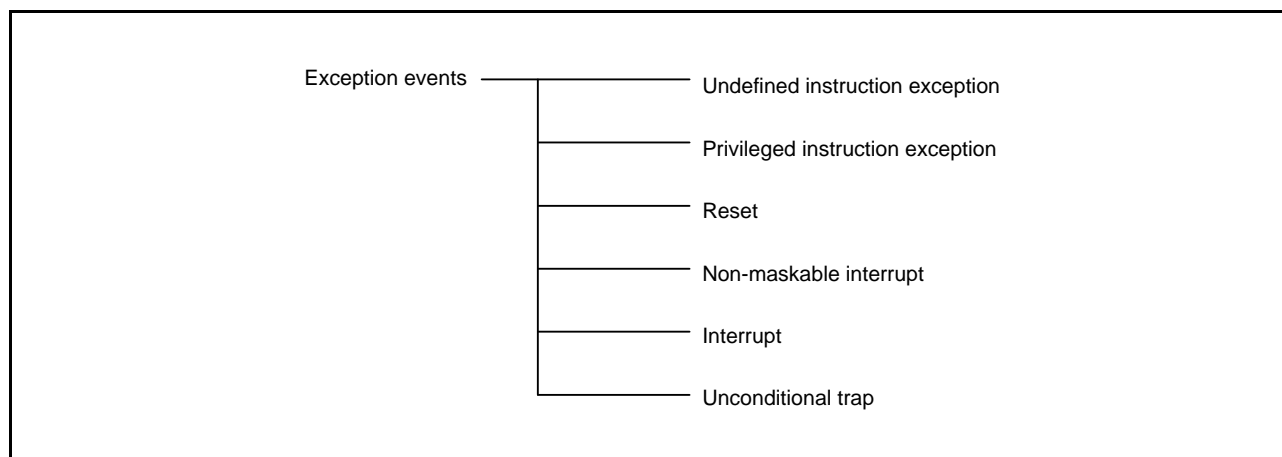 Exception events
Undefined instruction exception
Privileged instruction exception
Reset
Non-maskable interrupt
Interrupt
Unconditional trap